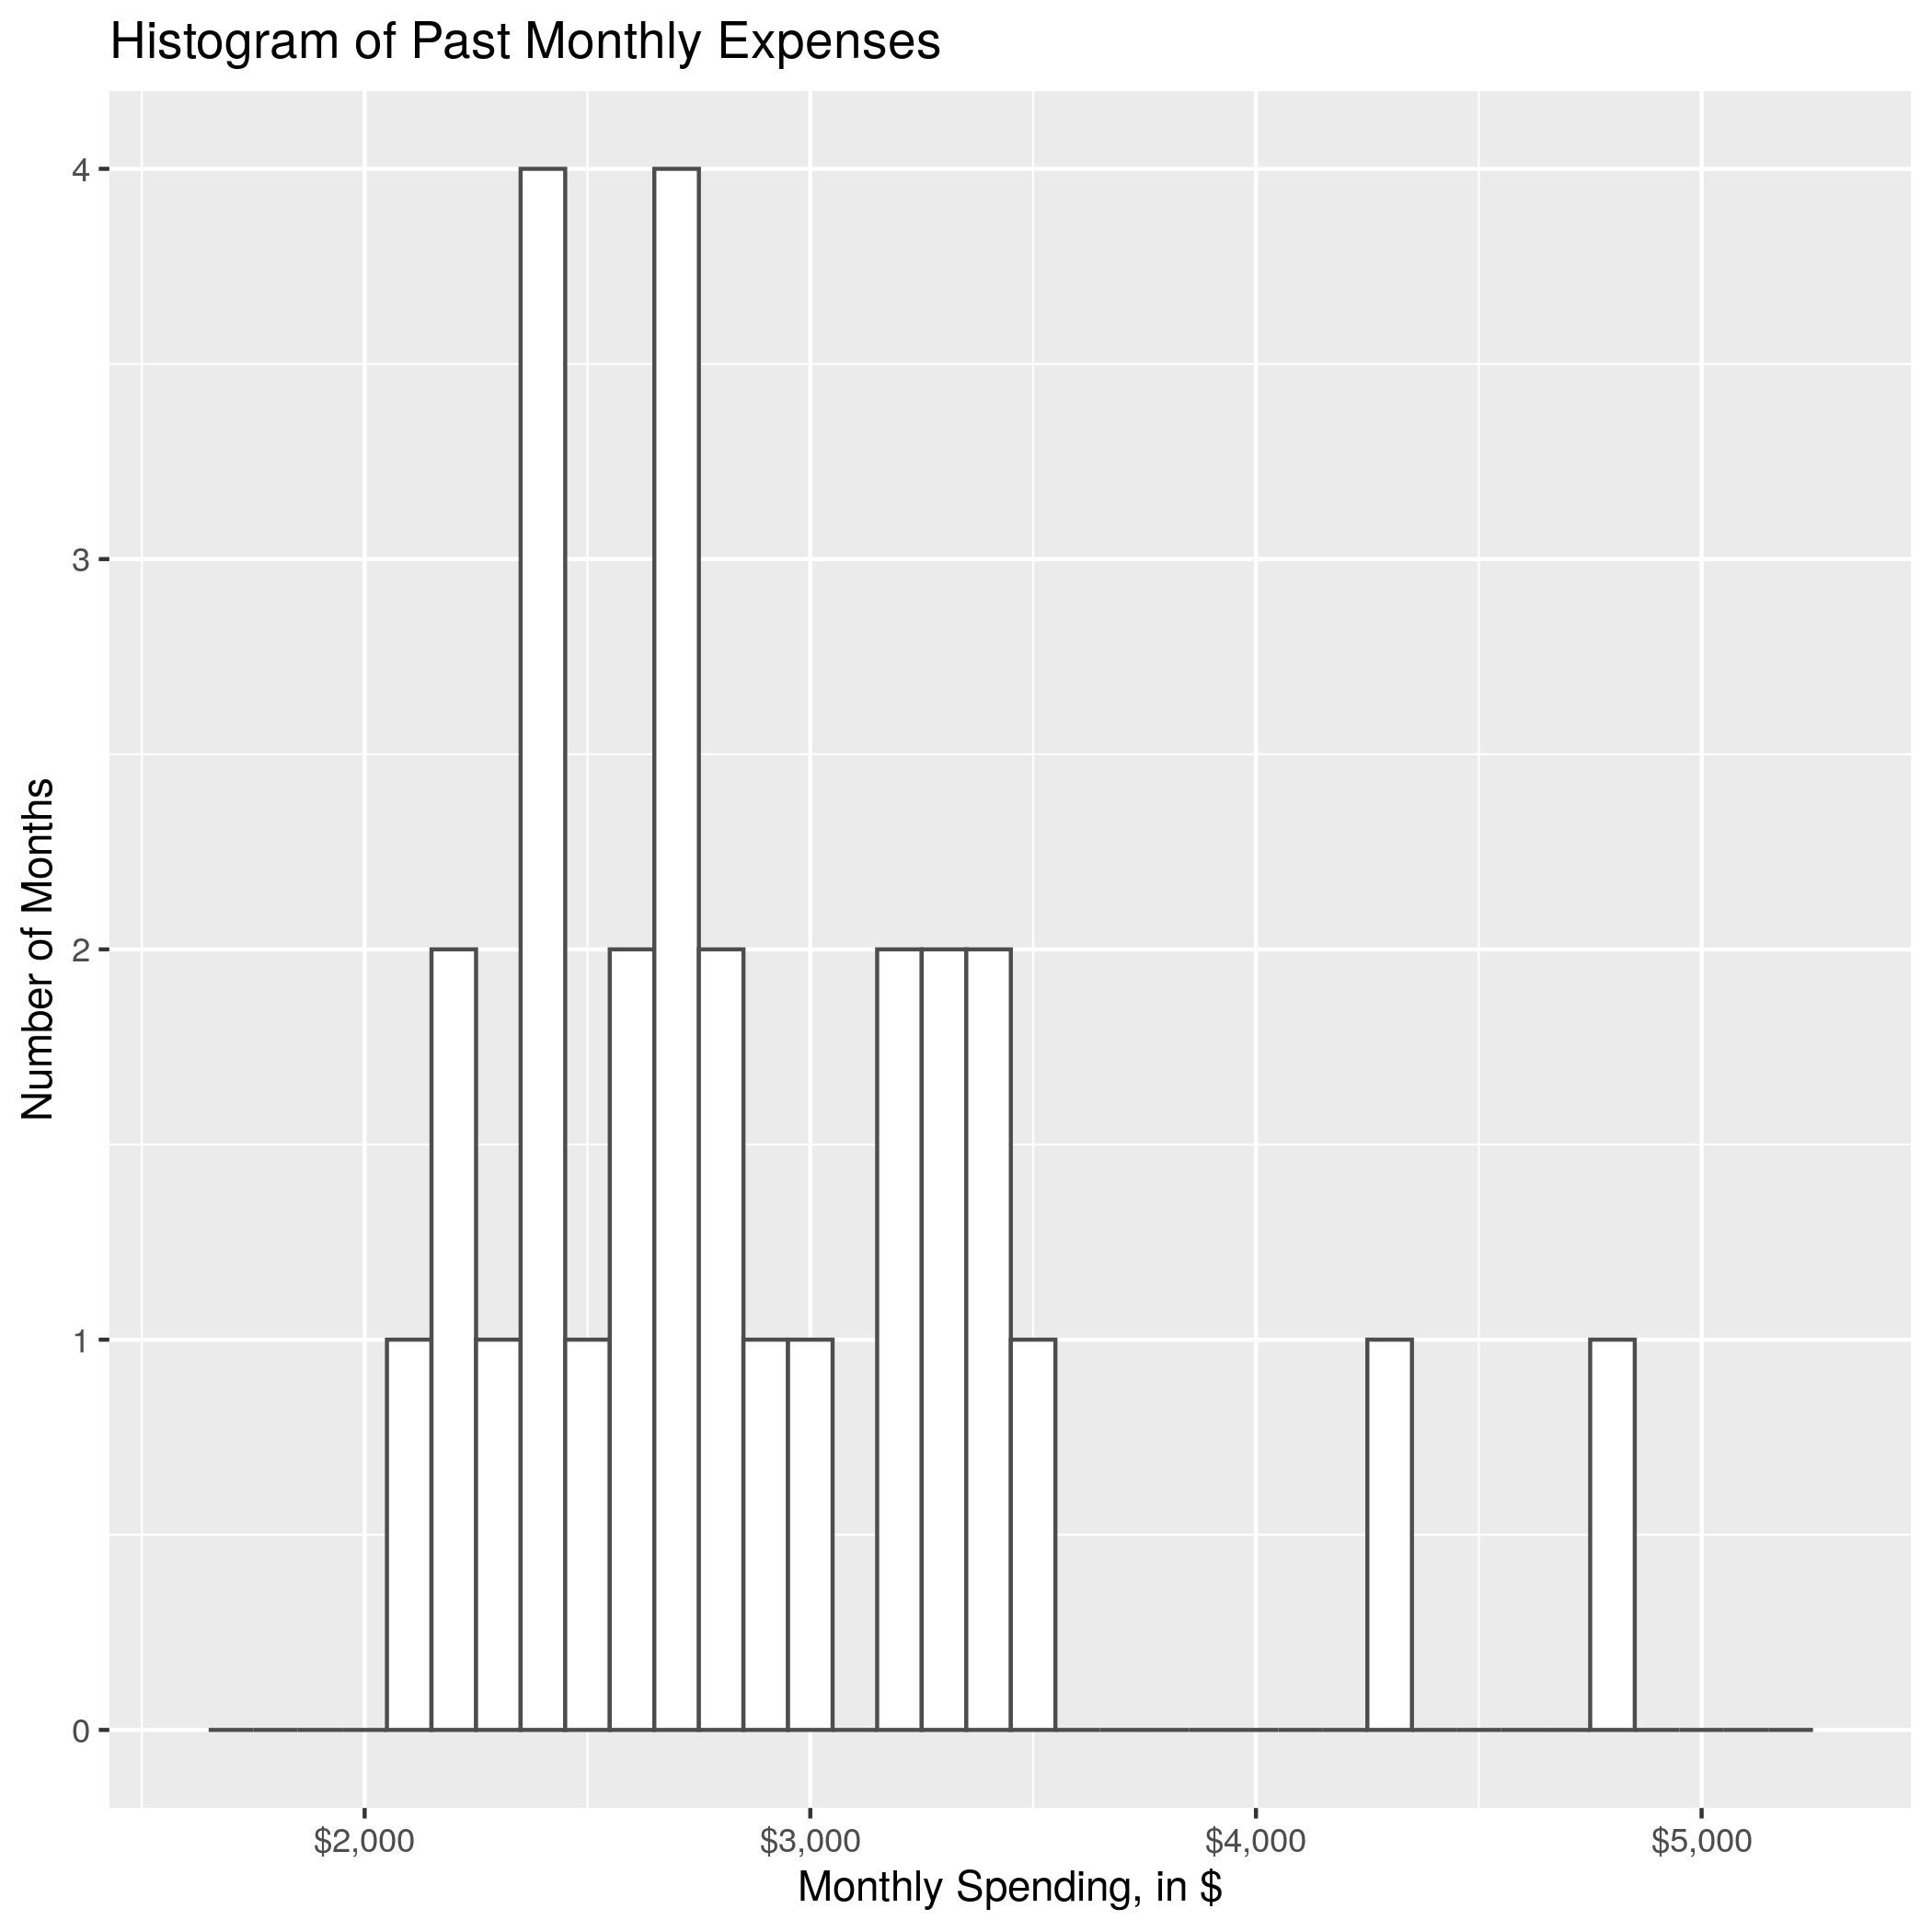 Histogram of Past Monthly Expenses
Number of Months
4
3
2
1
0
$2,000 $3,000 $4,000 $5,000
Monthly Spending, in $